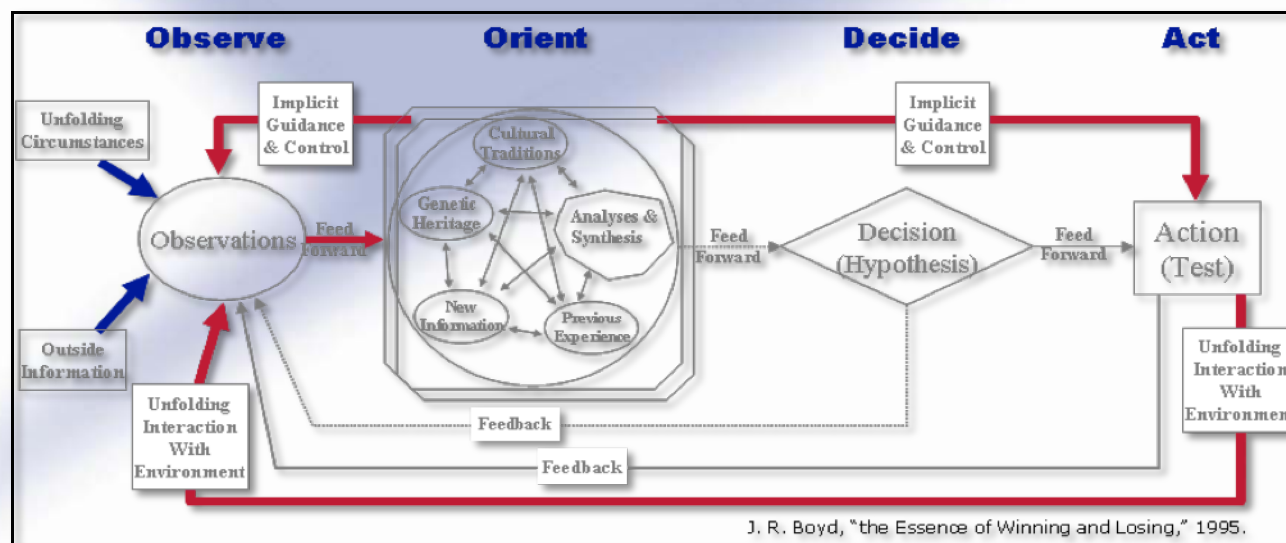 Observe
Orient
Decide
Act
Implicit
Guidance
& Control
Implicit
Guidance
& Control
Unfolding
Circumstances
Cultural
Traditions
Genetic
Heritage
Analyses &
Synthesis
New
Information
Previous
Experience
Observations
Feed
Forward
Feed
Forward
Decision
(Hypothesis)
Feed
Forward
Action
(Test)
Outside
Information
Unfolding
Interaction
With
Environment
Unfolding
Interaction
With
Environment
Feedback
Feedback
J. R. Boyd, "the Essence of Winning and Losing," 1995.